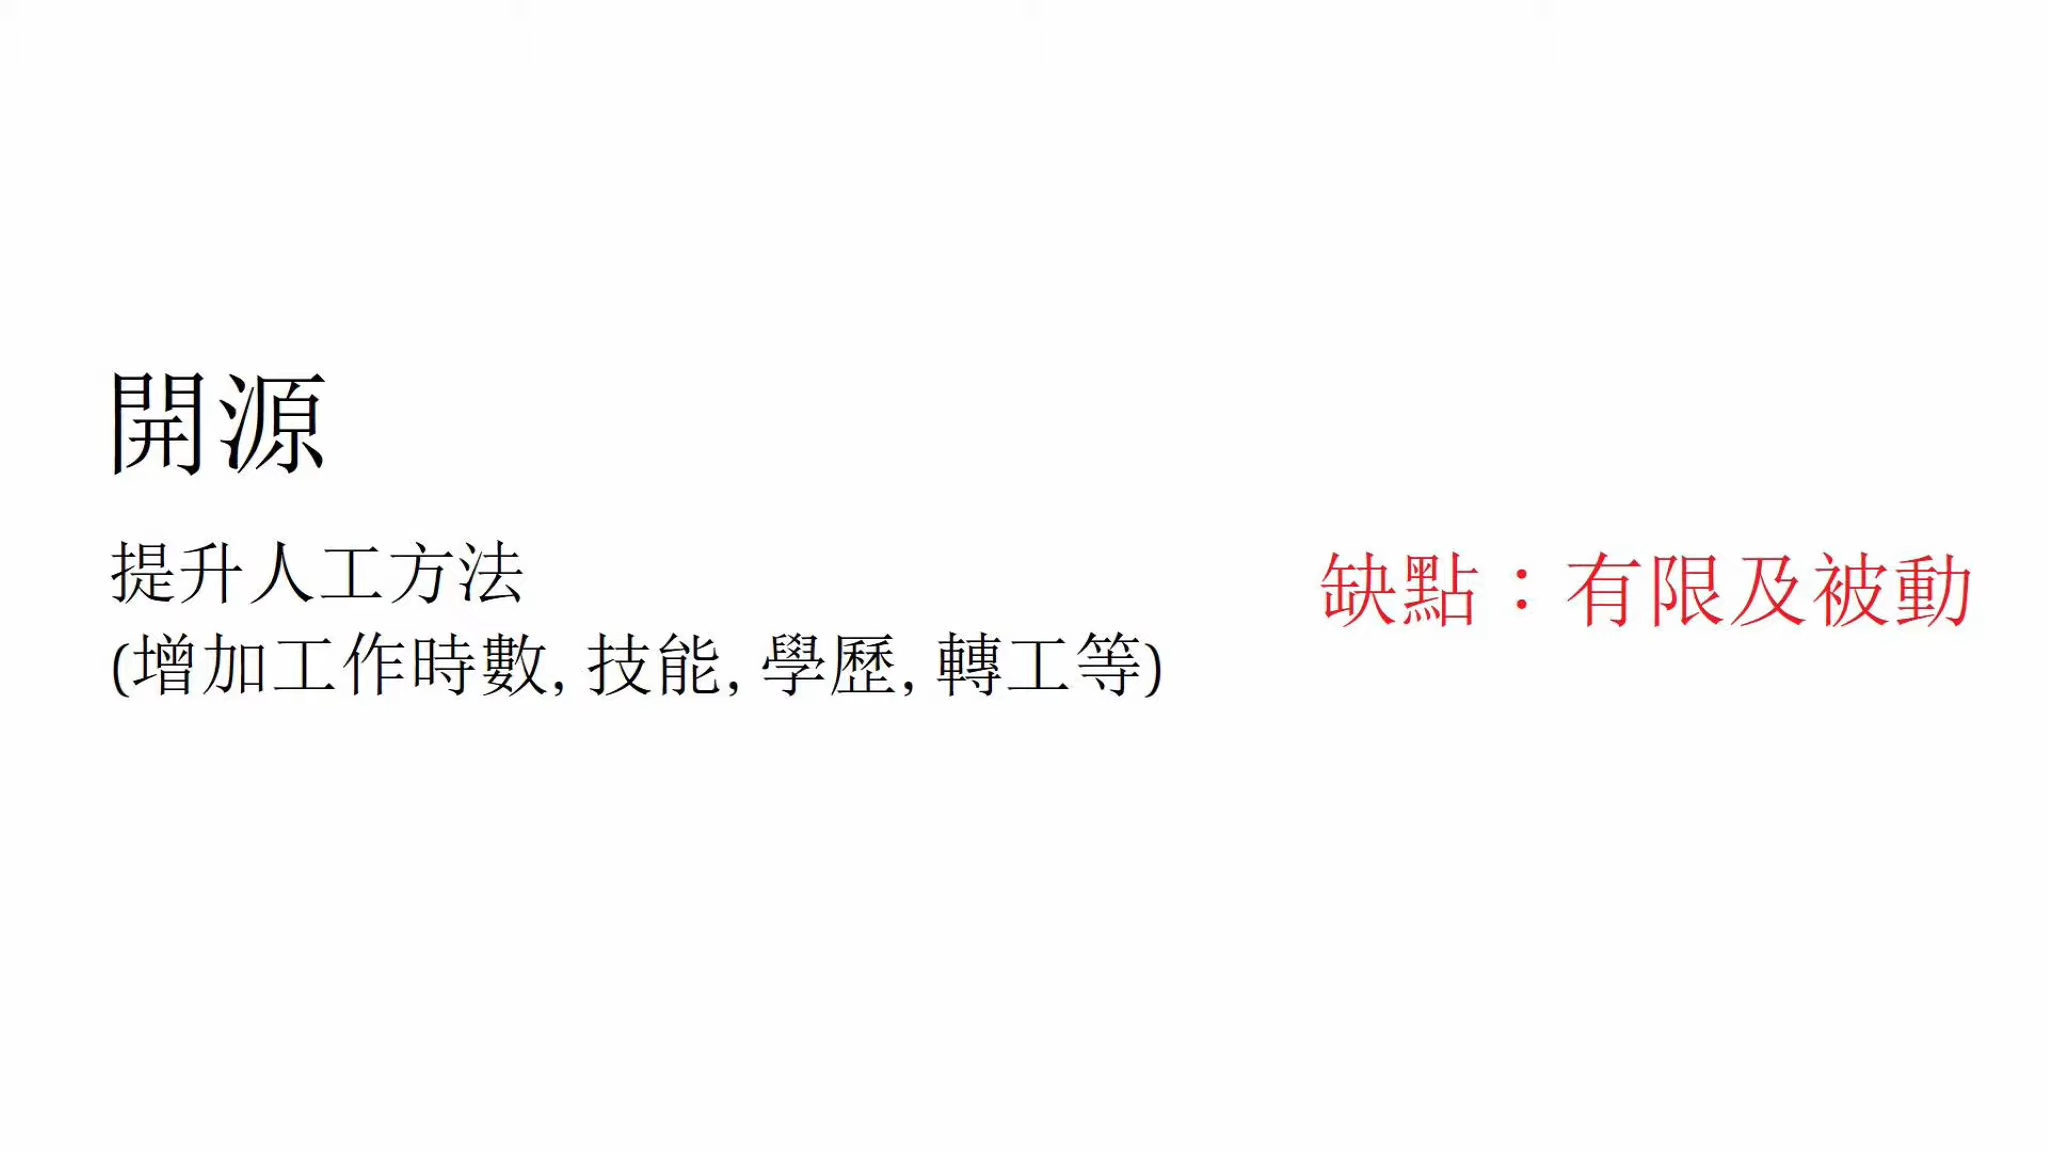 開源
提升人工方法
(增加工作時數, 技能, 學歷, 轉工等)
缺點：有限及被動